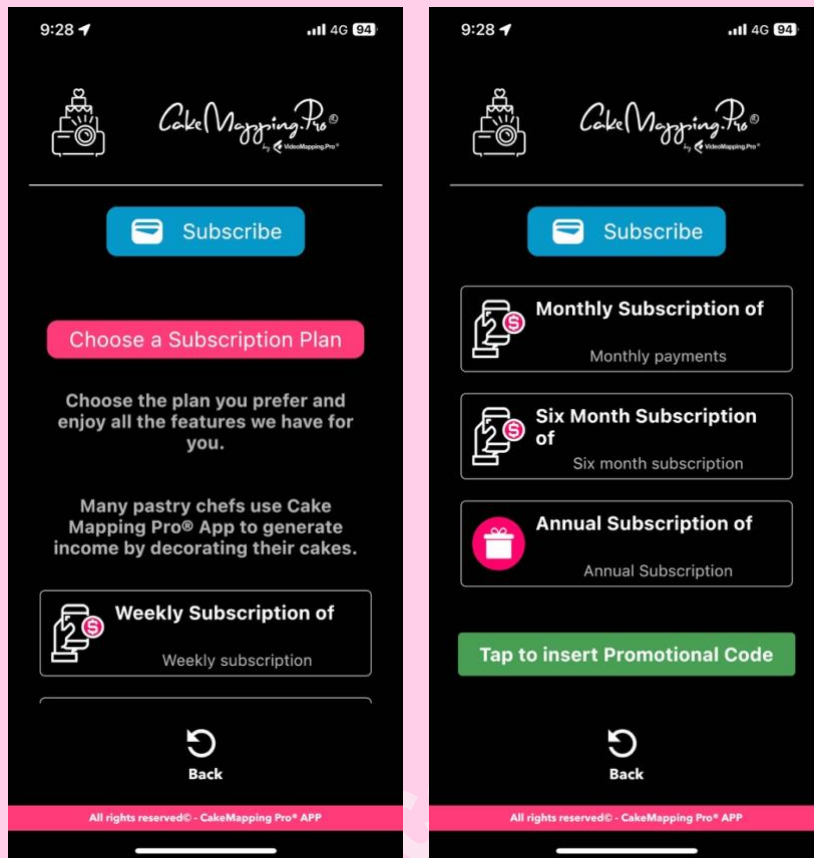 9:28
4G 94
CakeMapping.Pro®
by VideoMapping.Pro®
Subscribe
Choose a Subscription Plan
Choose the plan you prefer and
enjoy all the features we have for
you.
Many pastry chefs use Cake
Mapping Pro® App to generate
income by decorating their cakes.
Weekly Subscription of
Weekly subscription
Back
All rights reserved© - CakeMapping Pro® APP
9:28
4G 94
CakeMapping.Pro®
by VideoMapping.Pro®
Subscribe
Monthly Subscription of
Monthly payments
Six Month Subscription
of
Six month subscription
Annual Subscription of
Annual Subscription
Tap to insert Promotional Code
Back
All rights reserved© - CakeMapping Pro® APP